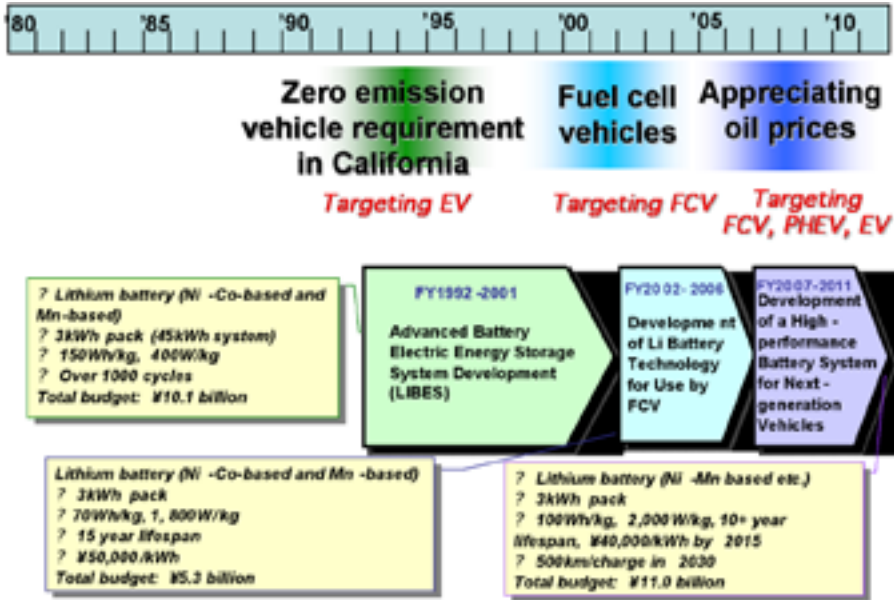 '80 '85 '90 '95 '00 '05 '10
Zero emission
vehicle requirement
in California
Fuel cell
vehicles
Appreciating
oil prices
Targeting EV
Targeting FCV
Targeting
FCV, PHEV, EV
? Lithium battery (Ni -Co-based and
Mn-based)
? 3kWh pack (45kWh system)
? 150Wh/kg, 400W/kg
? Over 1000 cycles
Total budget: ¥10.1 billion
FY1992 -2001
Advanced Battery
Electric Energy Storage
System Development
(LIBES)
FY2002- 2006
Developme nt
of Li Battery
Technology
for Use by
FCV
FY2007-2011
Development
of a High -
performance
Battery System
for Next -
generation
Vehicles
Lithium battery (Ni -Co-based and Mn -based)
? 3kWh pack
? 70Wh/kg, 1, 800W/kg
? 15 year lifespan
? ¥50,000/kWh
Total budget: ¥5.3 billion
? Lithium battery (Ni -Mn based etc.)
? 3kWh pack
? 100Wh/kg, 2,000W/kg, 10+ year
lifespan, ¥40,000/kWh by 2015
? 500km/charge in 2030
Total budget: ¥11.0 billion